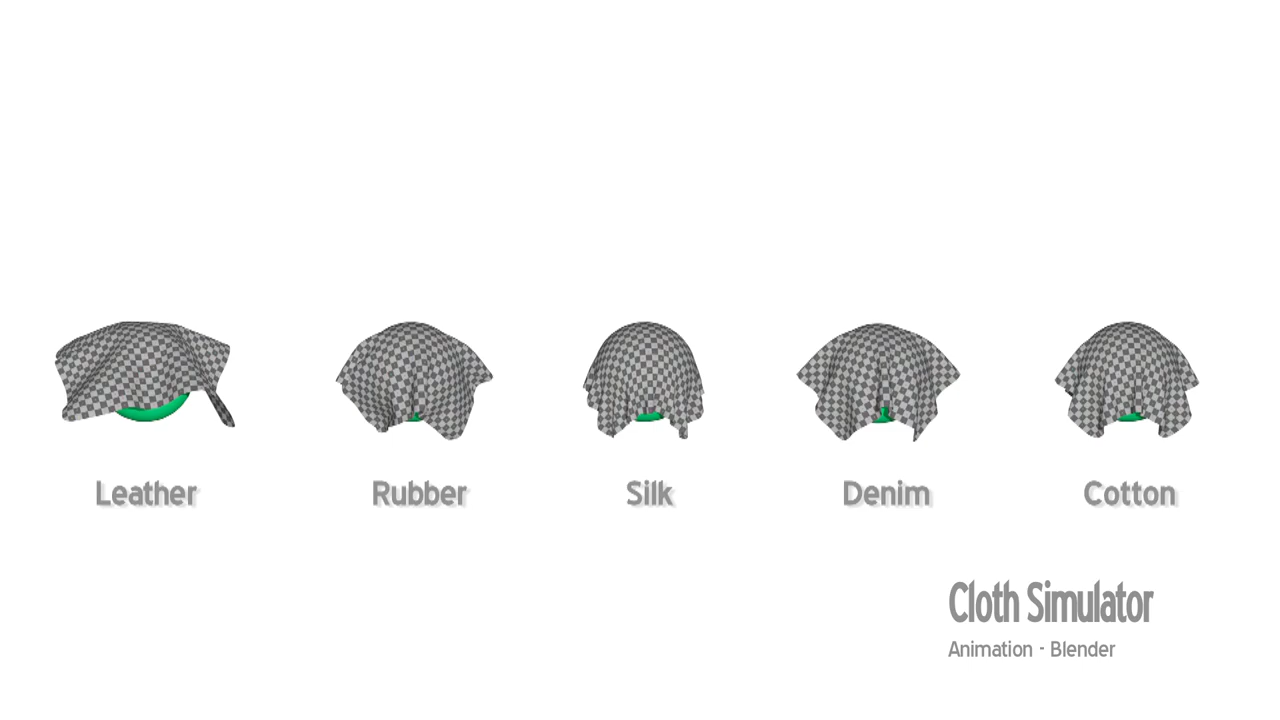 Leather
Rubber
Silk
Denim
Cotton
Cloth Simulator
Animation - Blender